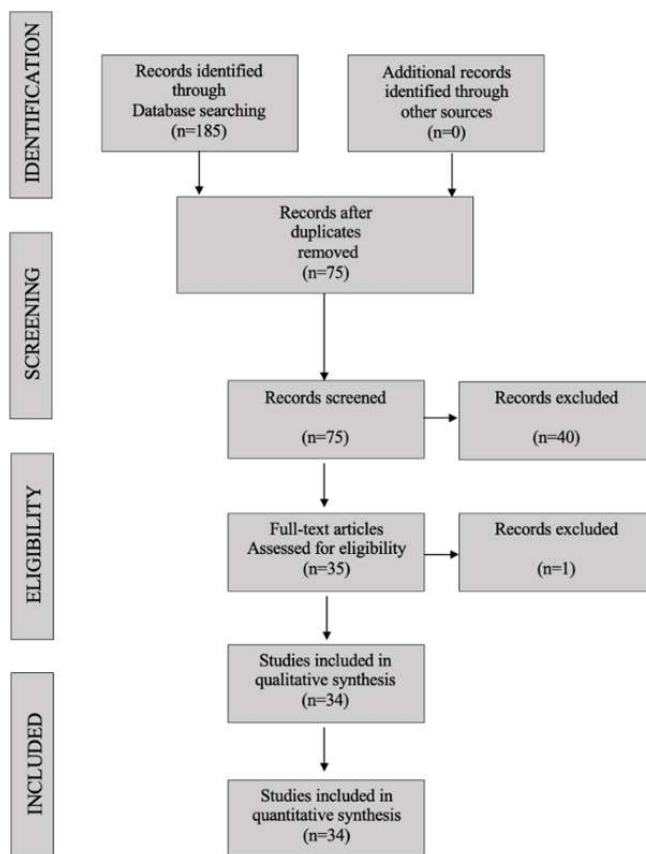 IDENTIFICATION
Records identified
through
Database searching
(n=185)
Additional records
identified through
other sources
(n=0)
Records after
duplicates
removed
(n=75)
SCREENING
Records screened
(n=75)
Records excluded
(n=40)
ELIGIBILITY
Full-text articles
Assessed for eligibility
(n=35)
Records excluded
(n=1)
Studies included in
qualitative synthesis
(n=34)
INCLUDED
Studies included in
quantitative synthesis
(n=34)